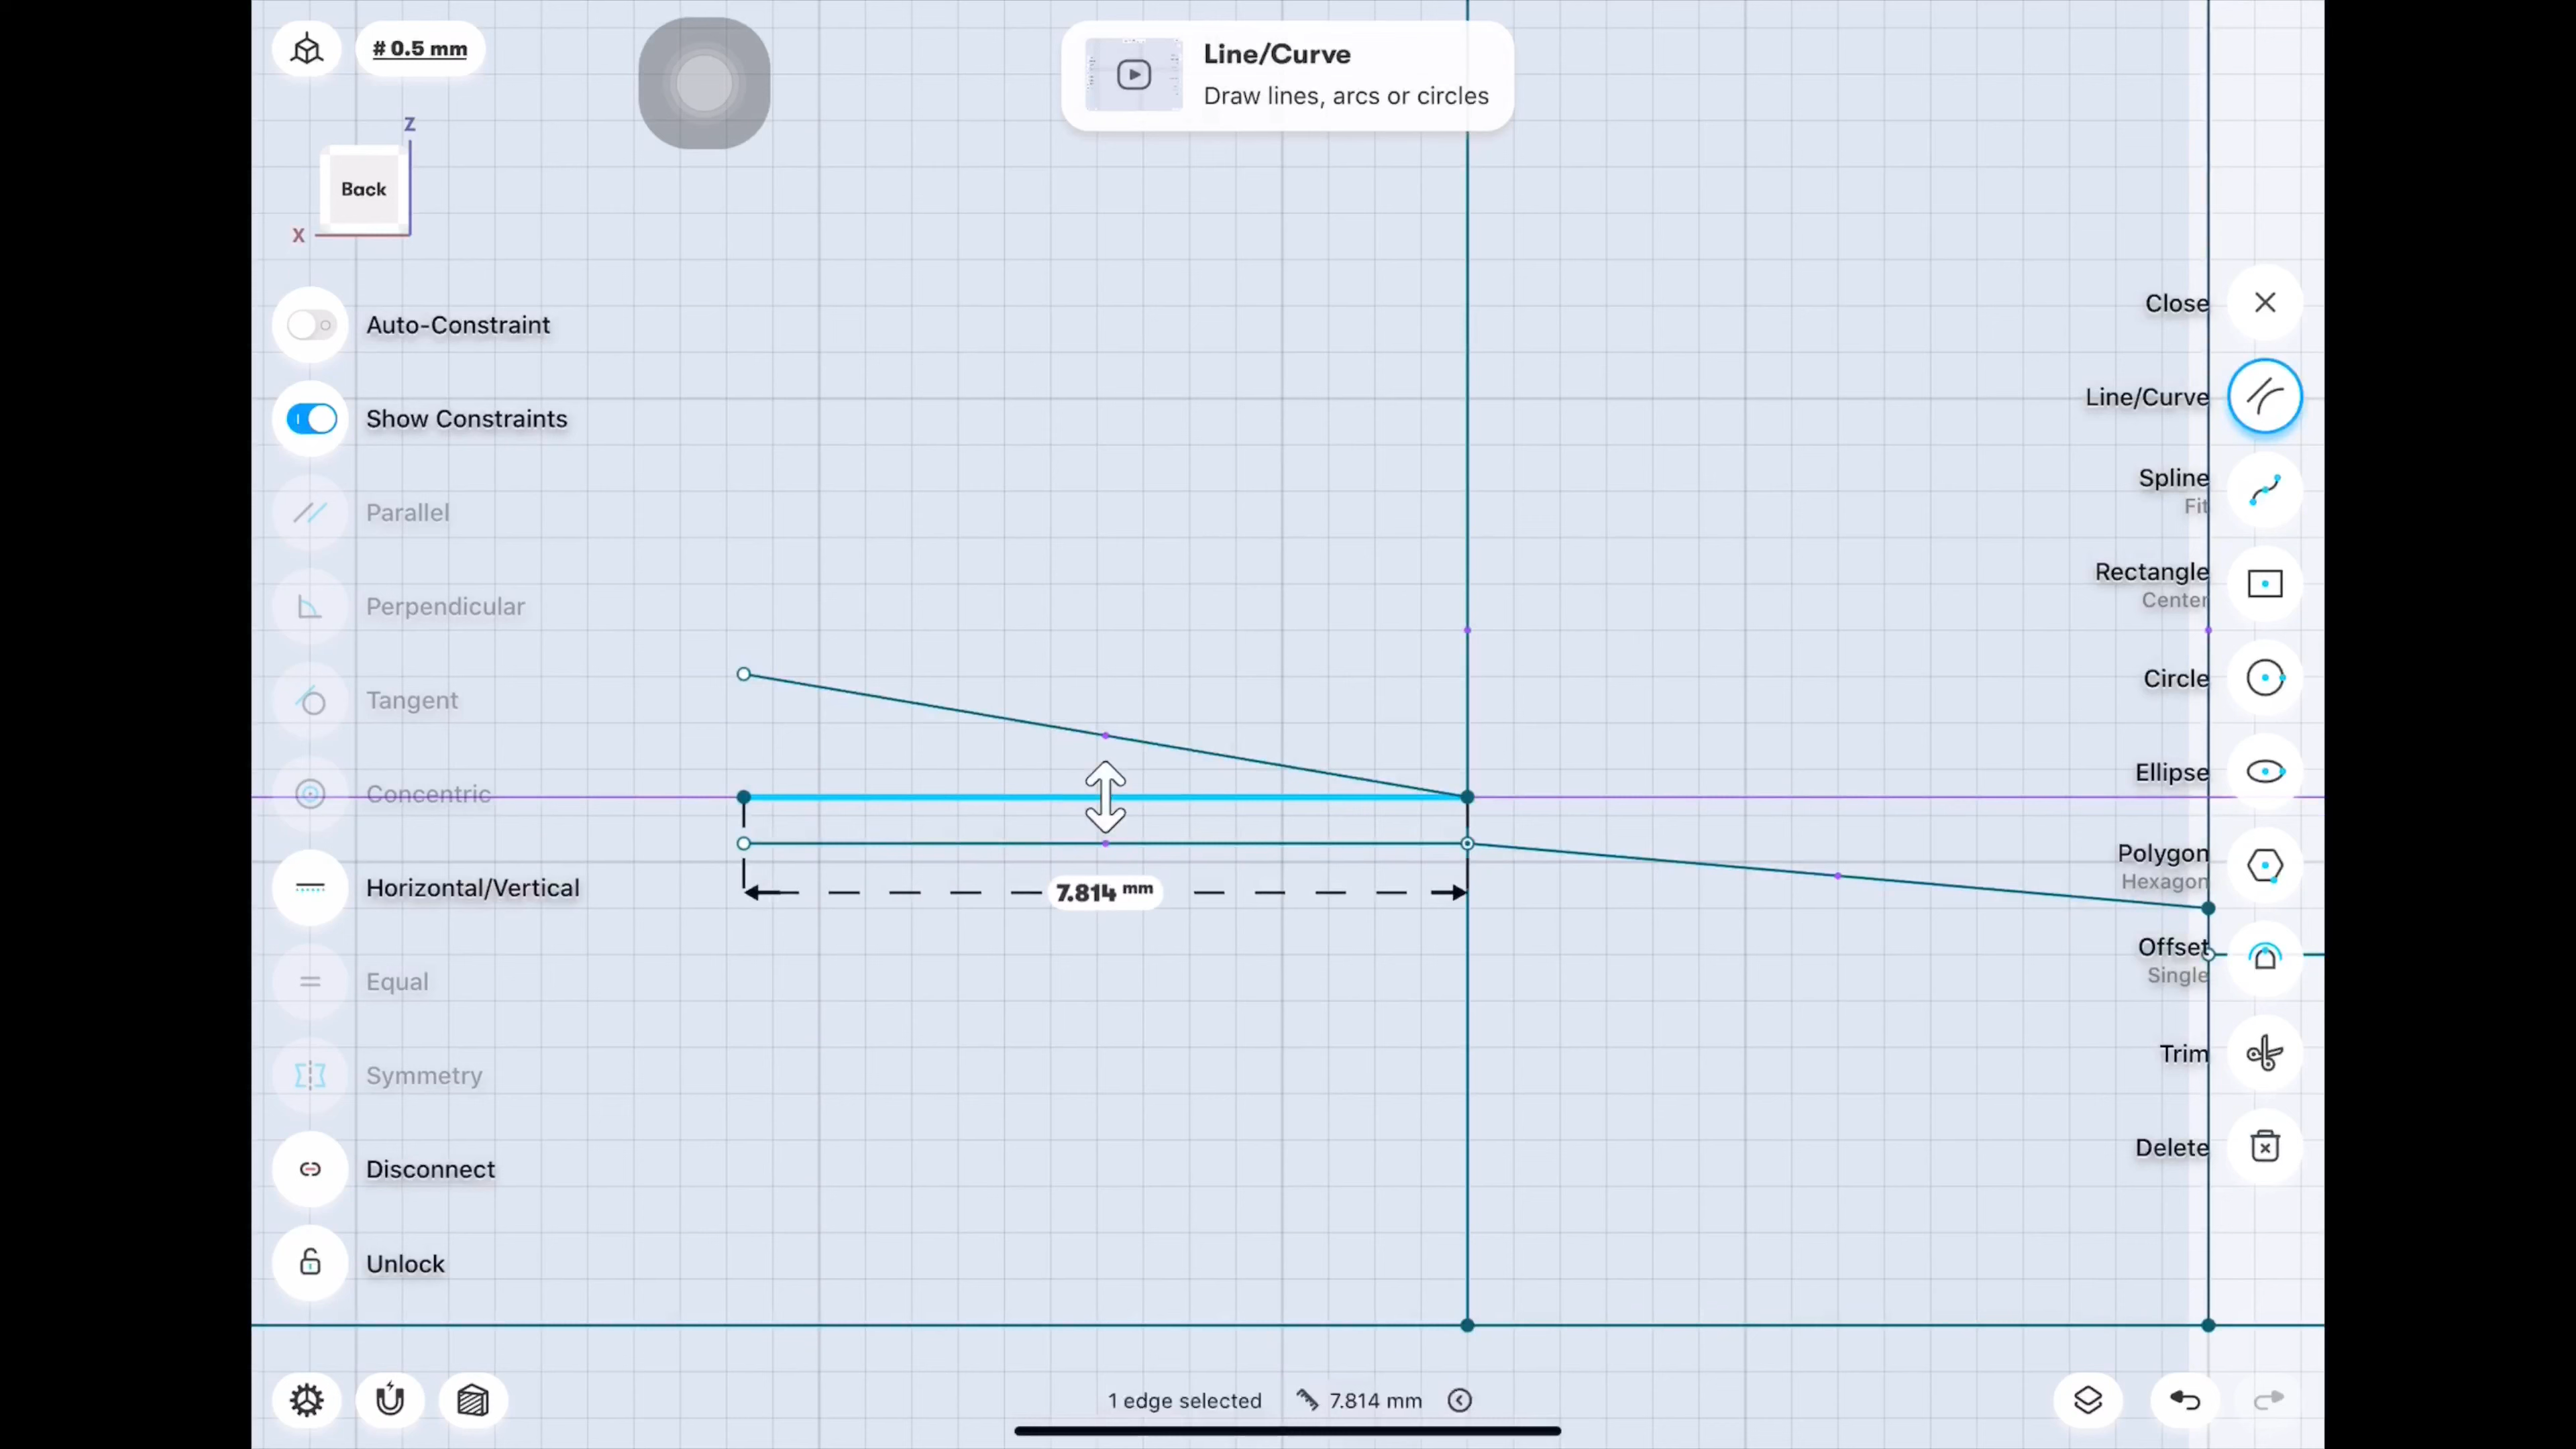 # 0.5 mm
Line/Curve
Draw lines, arcs or circles
Z
Back
X
Auto-Constraint
Show Constraints
Parallel
Perpendicular
Tangent
Concentric
Horizontal/Vertical
Equal
Symmetry
Disconnect
Unlock
7.814 mm
Close
Line/Curve
Spline
Fit
Rectangle
Center
Circle
Ellipse
Polygon
Hexagon
Offset
Single
Trim
Delete
1 edge selected 7.814 mm